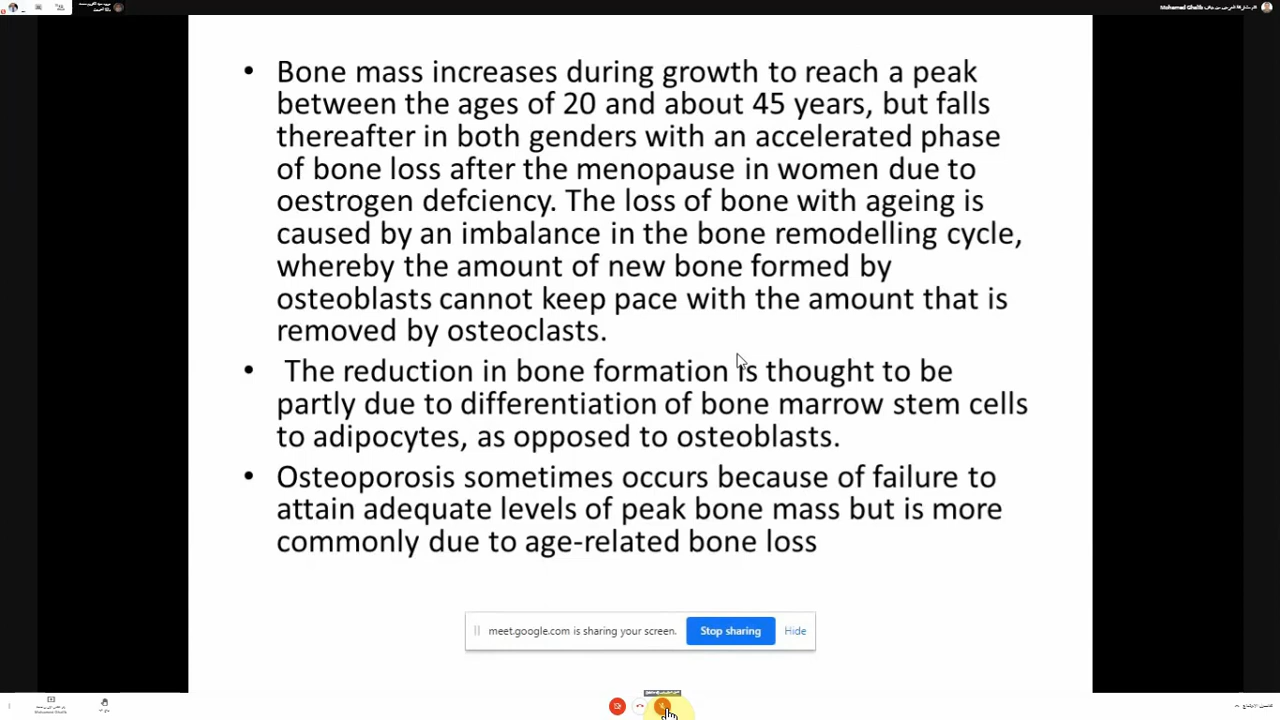 Mohamed Ghalib
• Bone mass increases during growth to reach a peak
between the ages of 20 and about 45 years, but falls
thereafter in both genders with an accelerated phase
of bone loss after the menopause in women due to
oestrogen defciency. The loss of bone with ageing is
caused by an imbalance in the bone remodelling cycle,
whereby the amount of new bone formed by
osteoblasts cannot keep pace with the amount that is
removed by osteoclasts.
• The reduction in bone formation is thought to be
partly due to differentiation of bone marrow stem cells
to adipocytes, as opposed to osteoblasts.
• Osteoporosis sometimes occurs because of failure to
attain adequate levels of peak bone mass but is more
commonly due to age-related bone loss
meet.google.com is sharing your screen.
Stop sharing
Hide